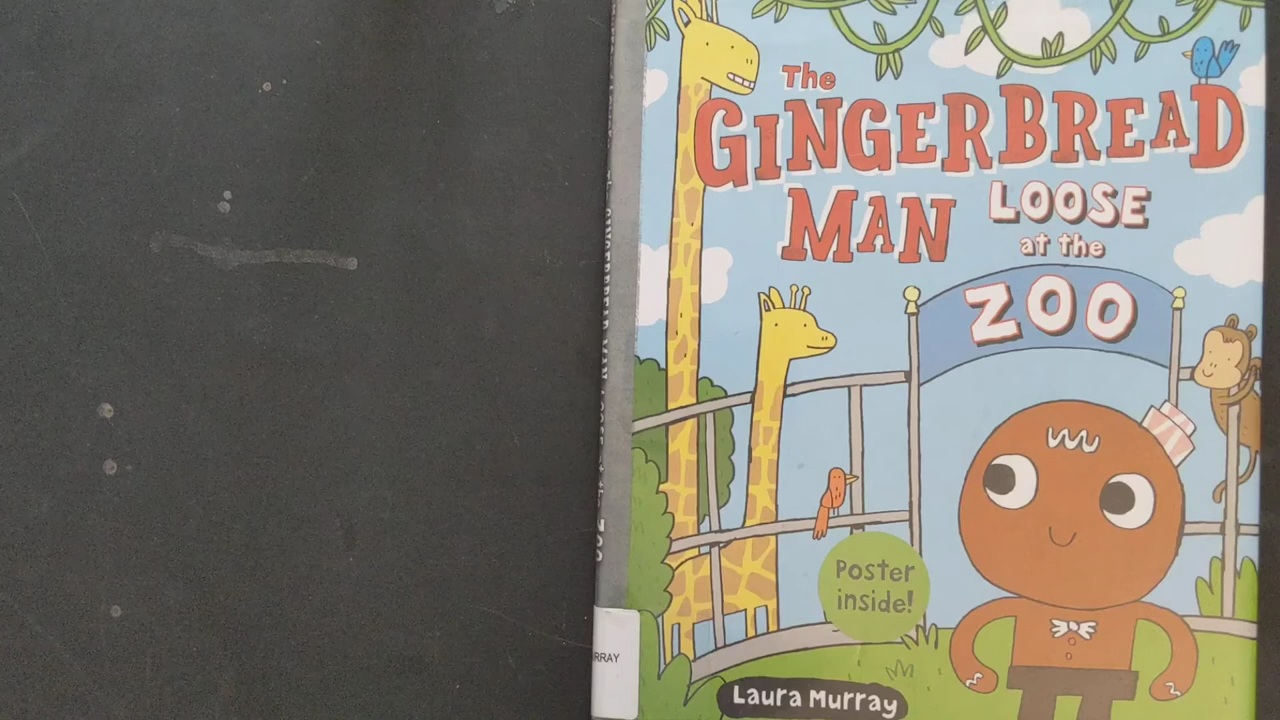 The
GINGERBREAD
MAN LOOSE
at the
ZOO
Poster
inside!
Laura Murray
RRAY